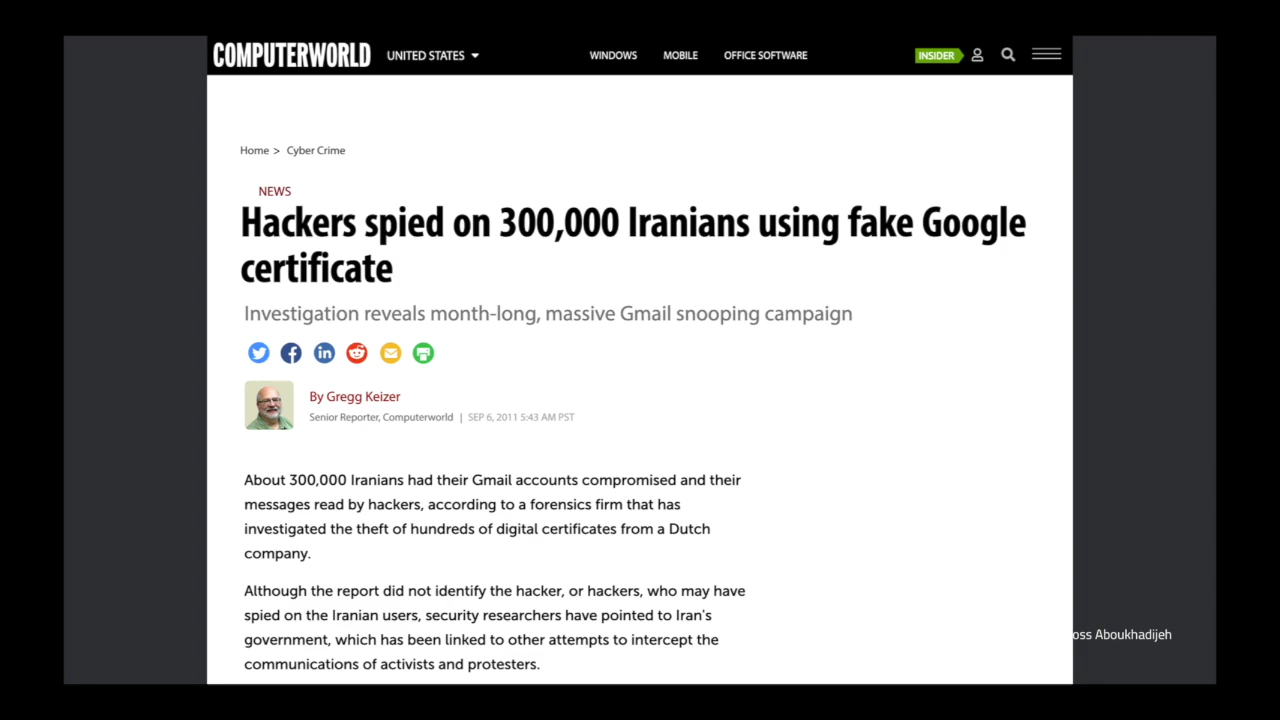 COMPUTERWORLD UNITED STATES WINDOWS MOBILE OFFICE SOFTWARE INSIDER
Home > Cyber Crime
NEWS
Hackers spied on 300,000 Iranians using fake Google
certificate
Investigation reveals month-long, massive Gmail snooping campaign
By Gregg Keizer
Senior Reporter, Computerworld | SEP 6, 2011 5:43 AM PST
About 300,000 Iranians had their Gmail accounts compromised and their
messages read by hackers, according to a forensics firm that has
investigated the theft of hundreds of digital certificates from a Dutch
company.
Although the report did not identify the hacker, or hackers, who may have
spied on the Iranian users, security researchers have pointed to Iran's
government, which has been linked to other attempts to intercept the
communications of activists and protesters.
oss Aboukhadijeh